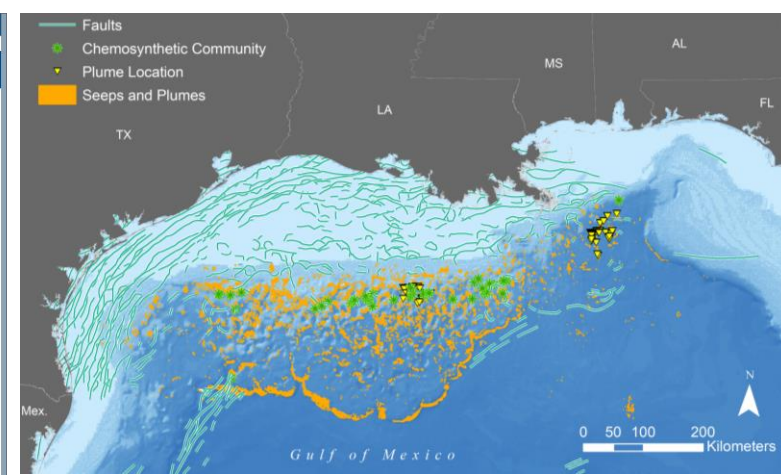 Faults
Chemosynthetic Community
Plume Location
Seeps and Plumes
AL
MS
FL
LA
TX
Mex.
N
0 50 100 200
Kilometers
Gulf of Mexico